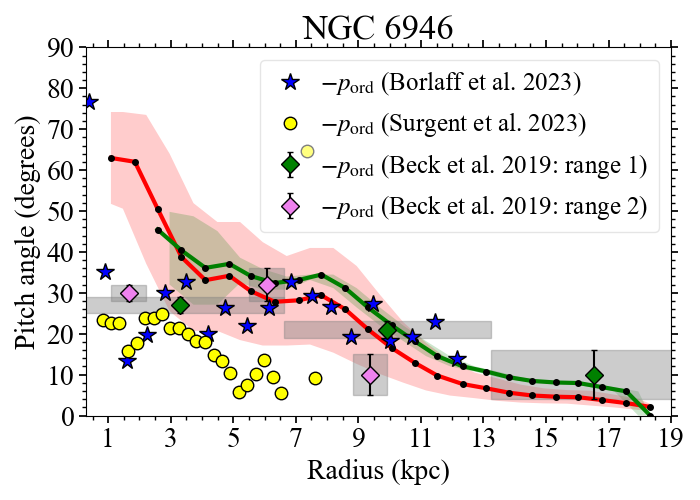 NGC 6946
Pitch angle (degrees)
90
80
70
60
50
40
30
20
10
0
−p_ord (Borlaff et al. 2023)
−p_ord (Surgent et al. 2023)
−p_ord (Beck et al. 2019: range 1)
−p_ord (Beck et al. 2019: range 2)
1 3 5 7 9 11 13 15 17 19
Radius (kpc)